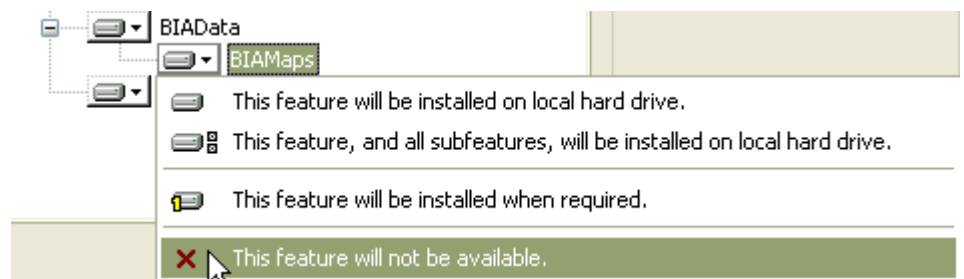 BIAData
BIAMaps
This feature will be installed on local hard drive.
This feature, and all subfeatures, will be installed on local hard drive.
This feature will be installed when required.
This feature will not be available.